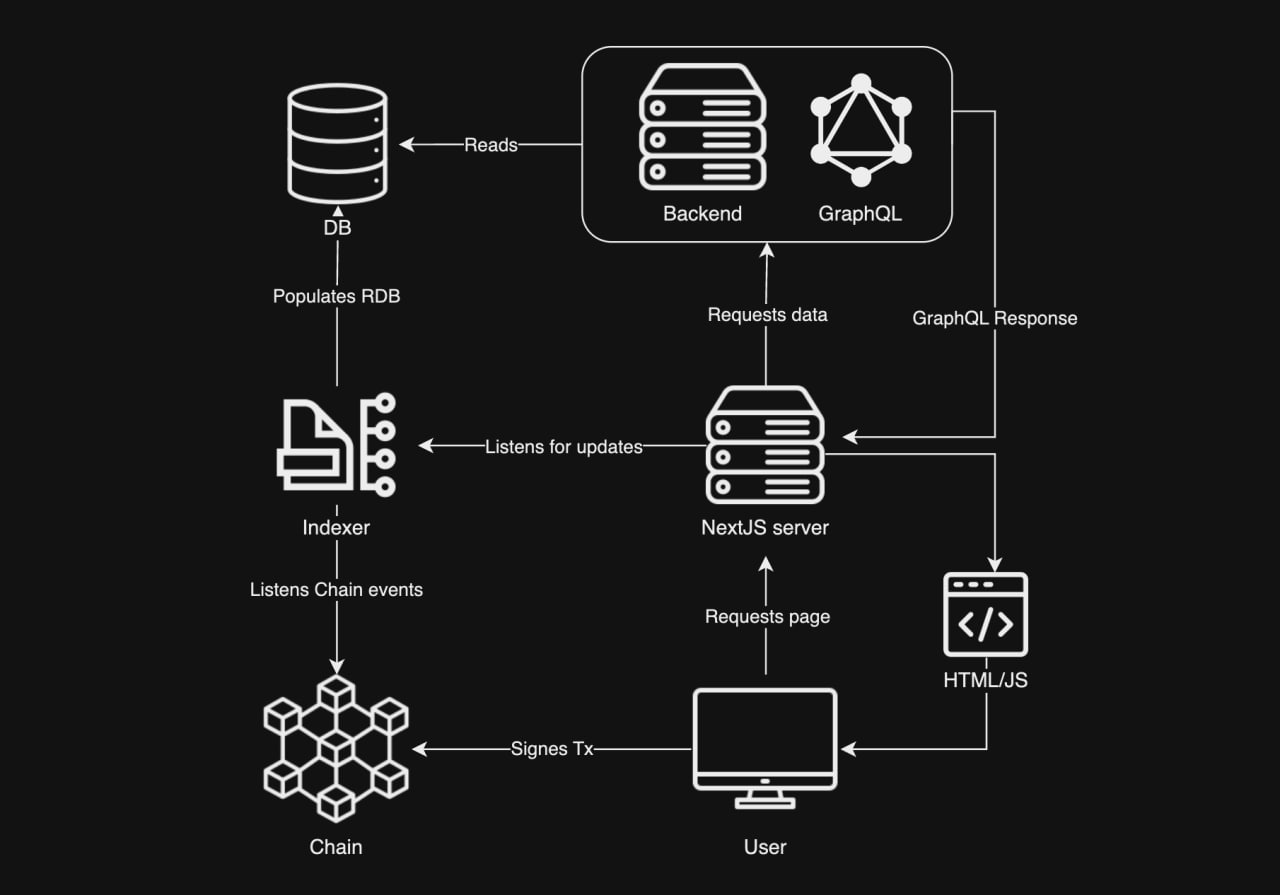 Reads
Backend
GraphQL
DB
Populates RDB
Requests data
GraphQL Response
Listens for updates
Indexer
NextJS server
Listens Chain events
Requests page
</>
HTML/JS
Signes Tx
Chain
User